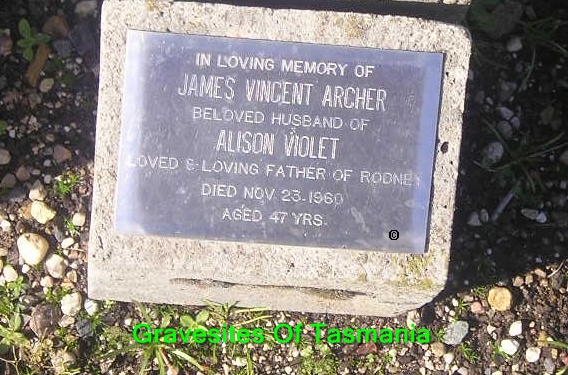 IN LOVING MEMORY OF
JAMES VINCENT ARCHER
BELOVED HUSBAND OF
ALISON VIOLET
LOVED & LOVING FATHER OF RODNEY
DIED NOV. 23. 1960
AGED 47 YRS.
©
Gravesites Of Tasmania